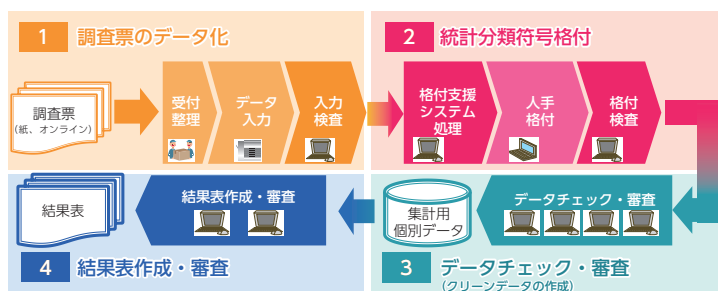 1 調査票のデータ化
調査票
(紙、オンライン)
受付
整理
データ
入力
入力
検査
2 統計分類符号格付
格付支援
システム
処理
人手
格付
格付
検査
データチェック・審査
集計用
個別データ
3 データチェック・審査
(クリーンデータの作成)
結果表作成・審査
結果表
4 結果表作成・審査